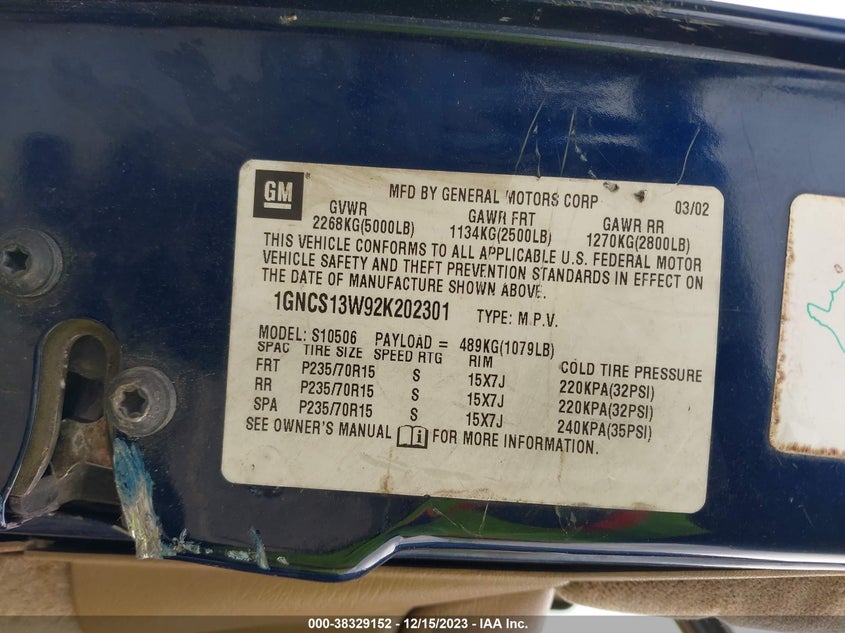 GM ®
MFD BY GENERAL MOTORS CORP 03/02
GVWR GAWR FRT GAWR RR
2268KG(5000LB) 1134KG(2500LB) 1270KG(2800LB)
THIS VEHICLE CONFORMS TO ALL APPLICABLE U.S. FEDERAL MOTOR
VEHICLE SAFETY AND THEFT PREVENTION STANDARDS IN EFFECT ON
THE DATE OF MANUFACTURE SHOWN ABOVE.
1GNCS13W92K202301 TYPE: M.P.V.
MODEL: S10506 PAYLOAD = 489KG(1079LB)
SPAC TIRE SIZE SPEED RTG RIM COLD TIRE PRESSURE
FRT P235/70R15 S 15X7J 220KPA(32PSI)
RR P235/70R15 S 15X7J 220KPA(32PSI)
SPA P235/70R15 S 15X7J 240KPA(35PSI)
SEE OWNER'S MANUAL FOR MORE INFORMATION.
000-38329152 - 12/15/2023 - IAA Inc.